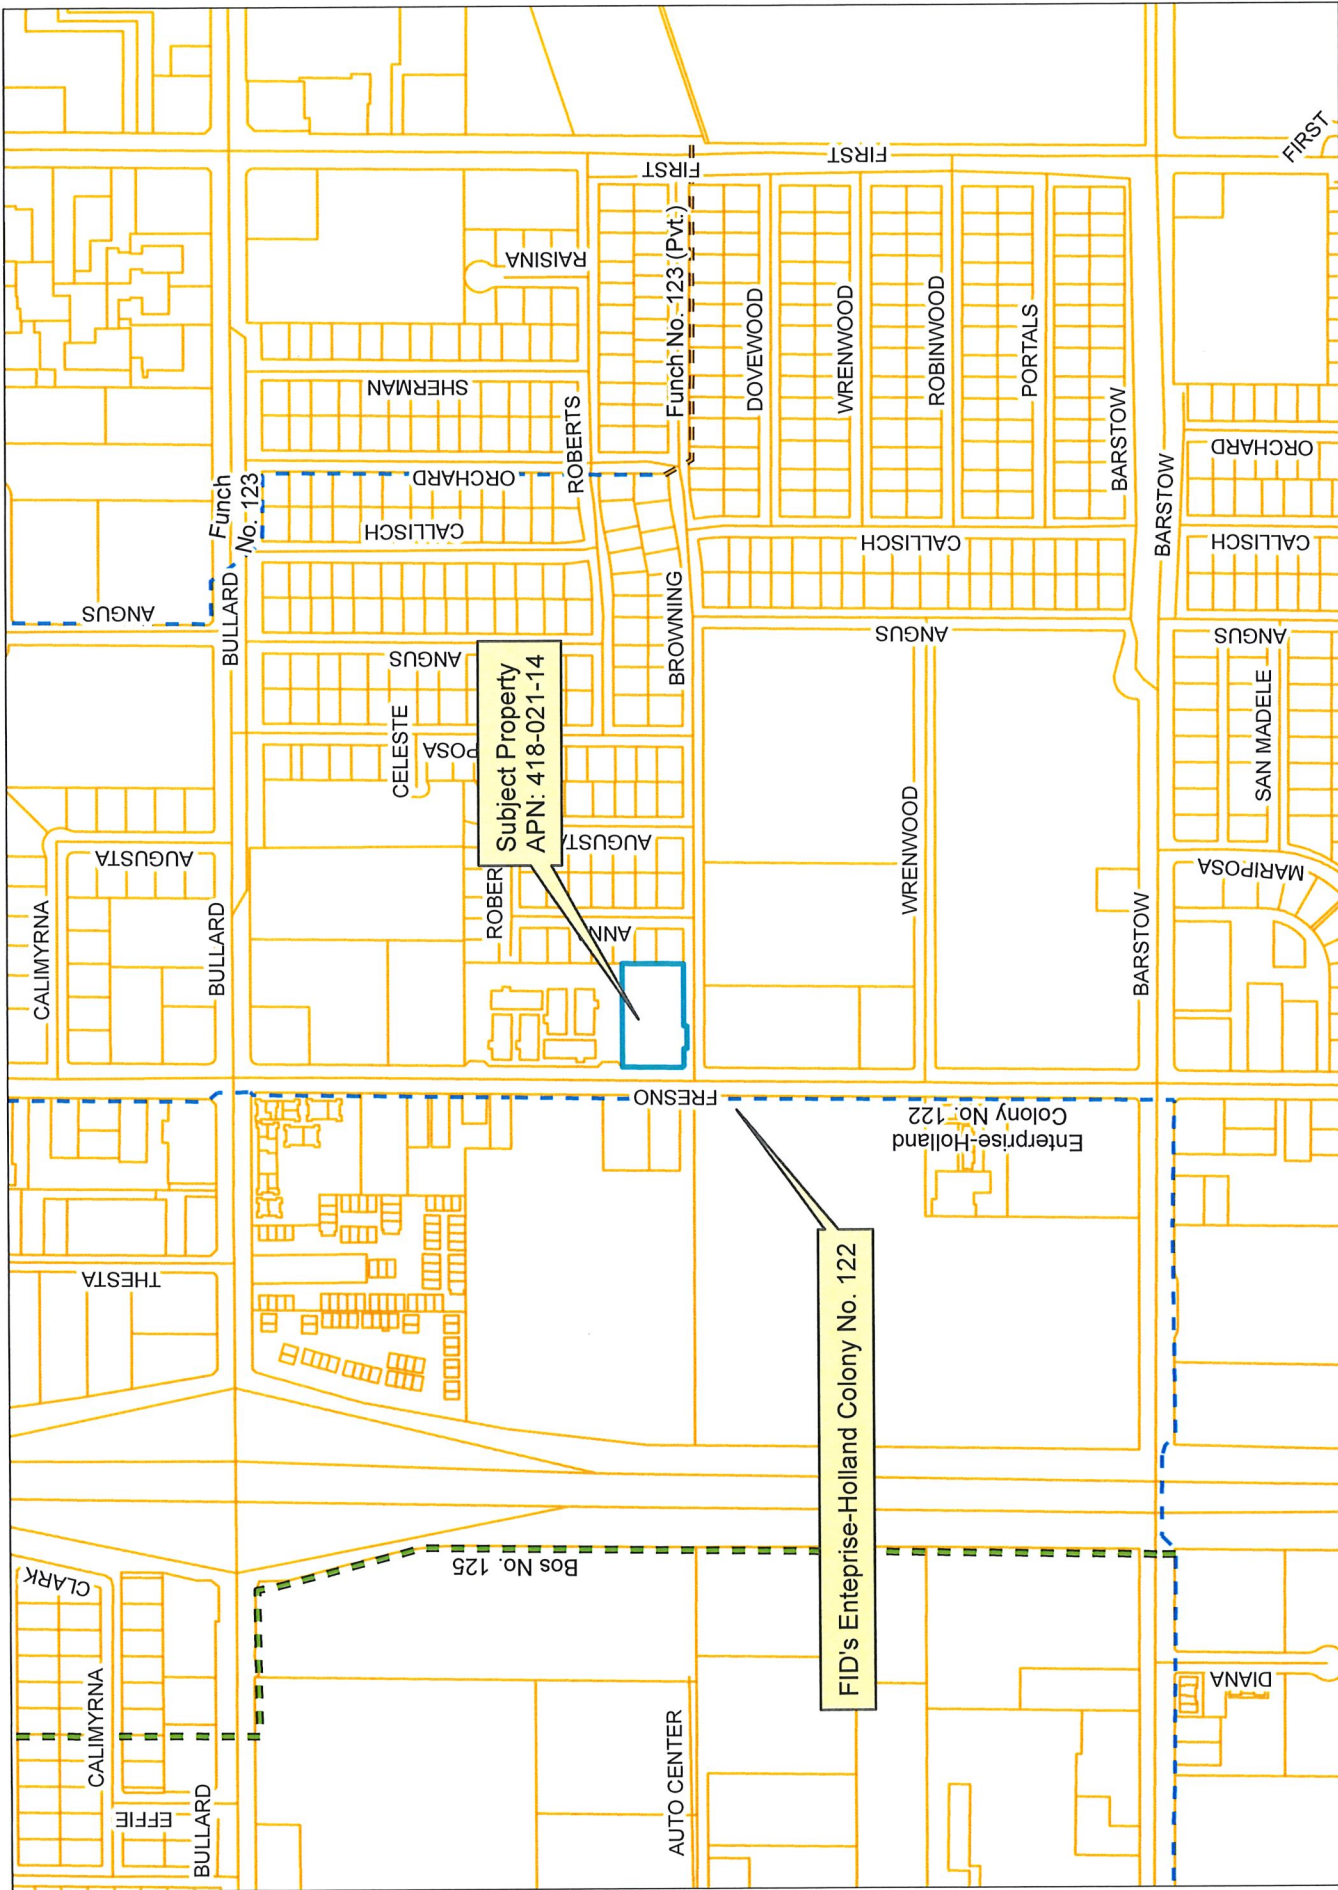 CALIMYRNA
CLARK
CALIMYRNA
THESTA
ANGUS
EFFIE
AUGUSTA
BULLARD
BULLARD
Funch
No. 123
BULLARD
CELESTE
CALLISCH
SHERMAN
ANGUS
POSA
ORCHARD
ROBER
Subject Property
APN: 418-021-14
Bos No. 125
RAISINA
ROBERTS
AUGUST
ANN
AUTO CENTER
FRESNO
BROWNING
Funch No. 123 (Pvt.)
FIRST
DOVEWOOD
FID's Enteprise-Holland Colony No. 122
WRENWOOD
FIRST
WRENWOOD
CALLISCH
ANGUS
ROBINWOOD
Enterprise-Holland
Colony No. 122
PORTALS
BARSTOW
BARSTOW
BARSTOW
DIANA
MARIPOSA
SAN MADELE
ANGUS
CALLISCH
ORCHARD
FIRST